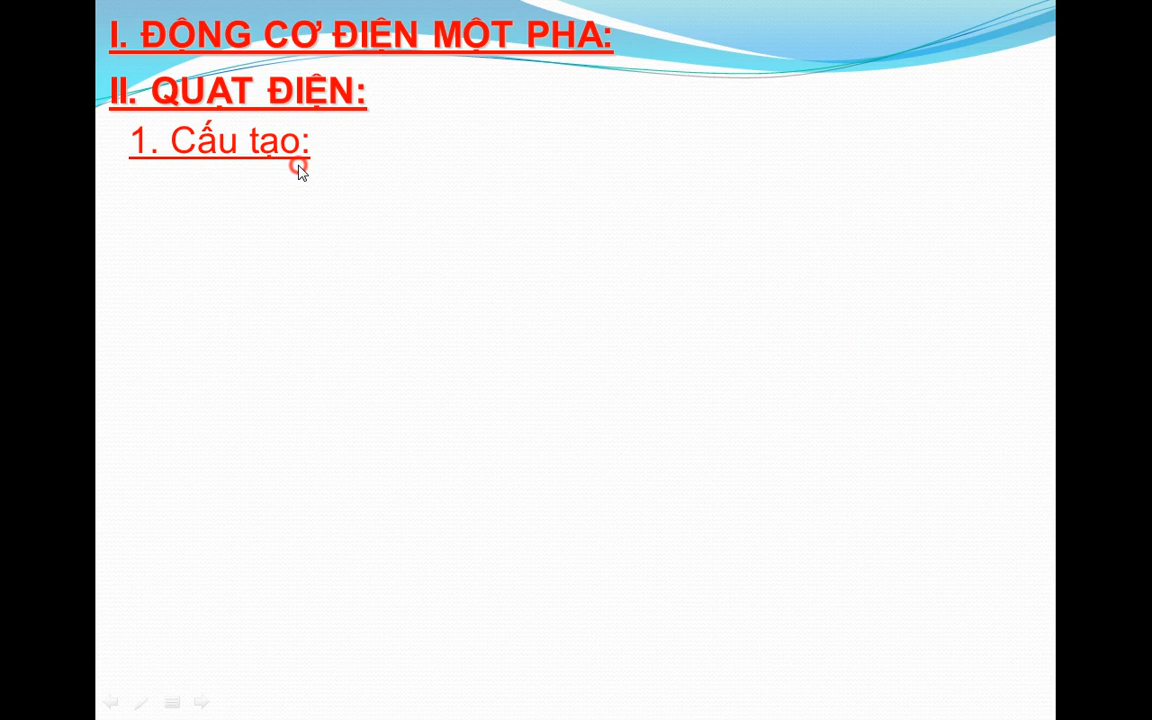 I. ĐỘNG CƠ ĐIỆN MỘT PHA:
II. QUẠT ĐIỆN:
1. Cấu tạo: